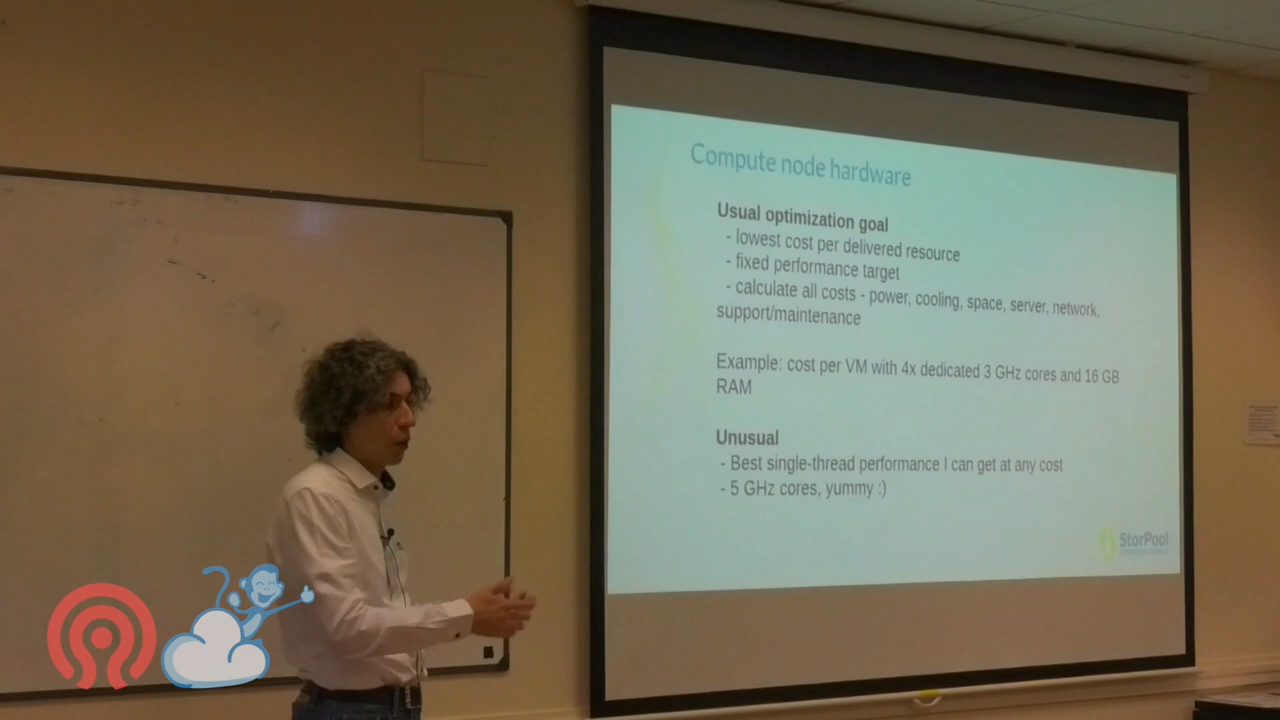 Compute node hardware
Usual optimization goal
- lowest cost per delivered resource
- fixed performance target
- calculate all costs - power, cooling, space, server, network,
support/maintenance
Example: cost per VM with 4x dedicated 3 GHz cores and 16 GB
RAM
Unusual
- Best single-thread performance I can get at any cost
- 5 GHz cores, yummy :)
StorPool